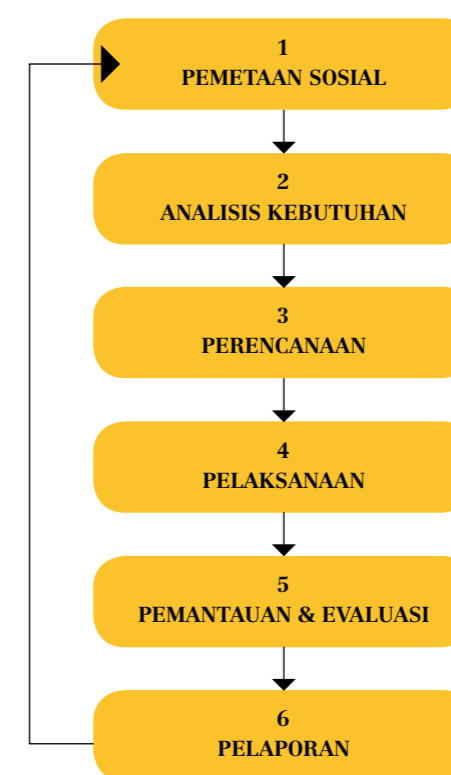 1
PEMETAAN SOSIAL
2
ANALISIS KEBUTUHAN
3
PERENCANAAN
4
PELAKSANAAN
5
PEMANTAUAN & EVALUASI
6
PELAPORAN